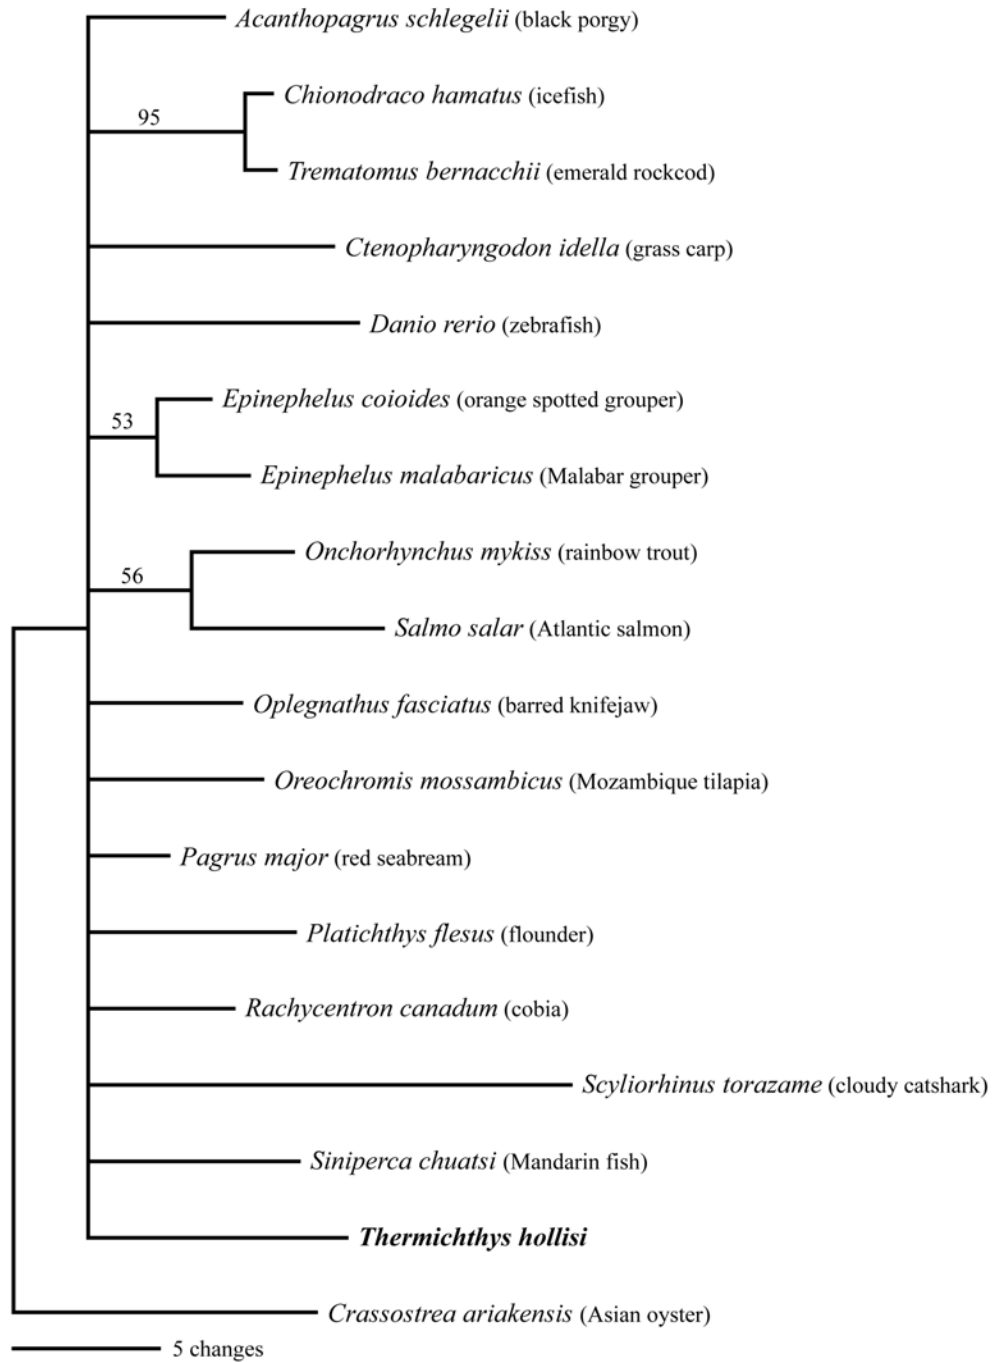 Acanthopagrus schlegelii (black porgy)
Chionodraco hamatus (icefish)
95
Trematomus bernacchii (emerald rockcod)
Ctenopharyngodon idella (grass carp)
Danio rerio (zebrafish)
Epinephelus coioides (orange spotted grouper)
53
Epinephelus malabaricus (Malabar grouper)
Onchorhynchus mykiss (rainbow trout)
56
Salmo salar (Atlantic salmon)
Oplegnathus fasciatus (barred knifejaw)
Oreochromis mossambicus (Mozambique tilapia)
Pagrus major (red seabream)
Platichthys flesus (flounder)
Rachycentron canadum (cobia)
Scyliorhinus torazame (cloudy catshark)
Siniperca chuatsi (Mandarin fish)
Thermichthys hollisi
Crassostrea ariakensis (Asian oyster)
5 changes